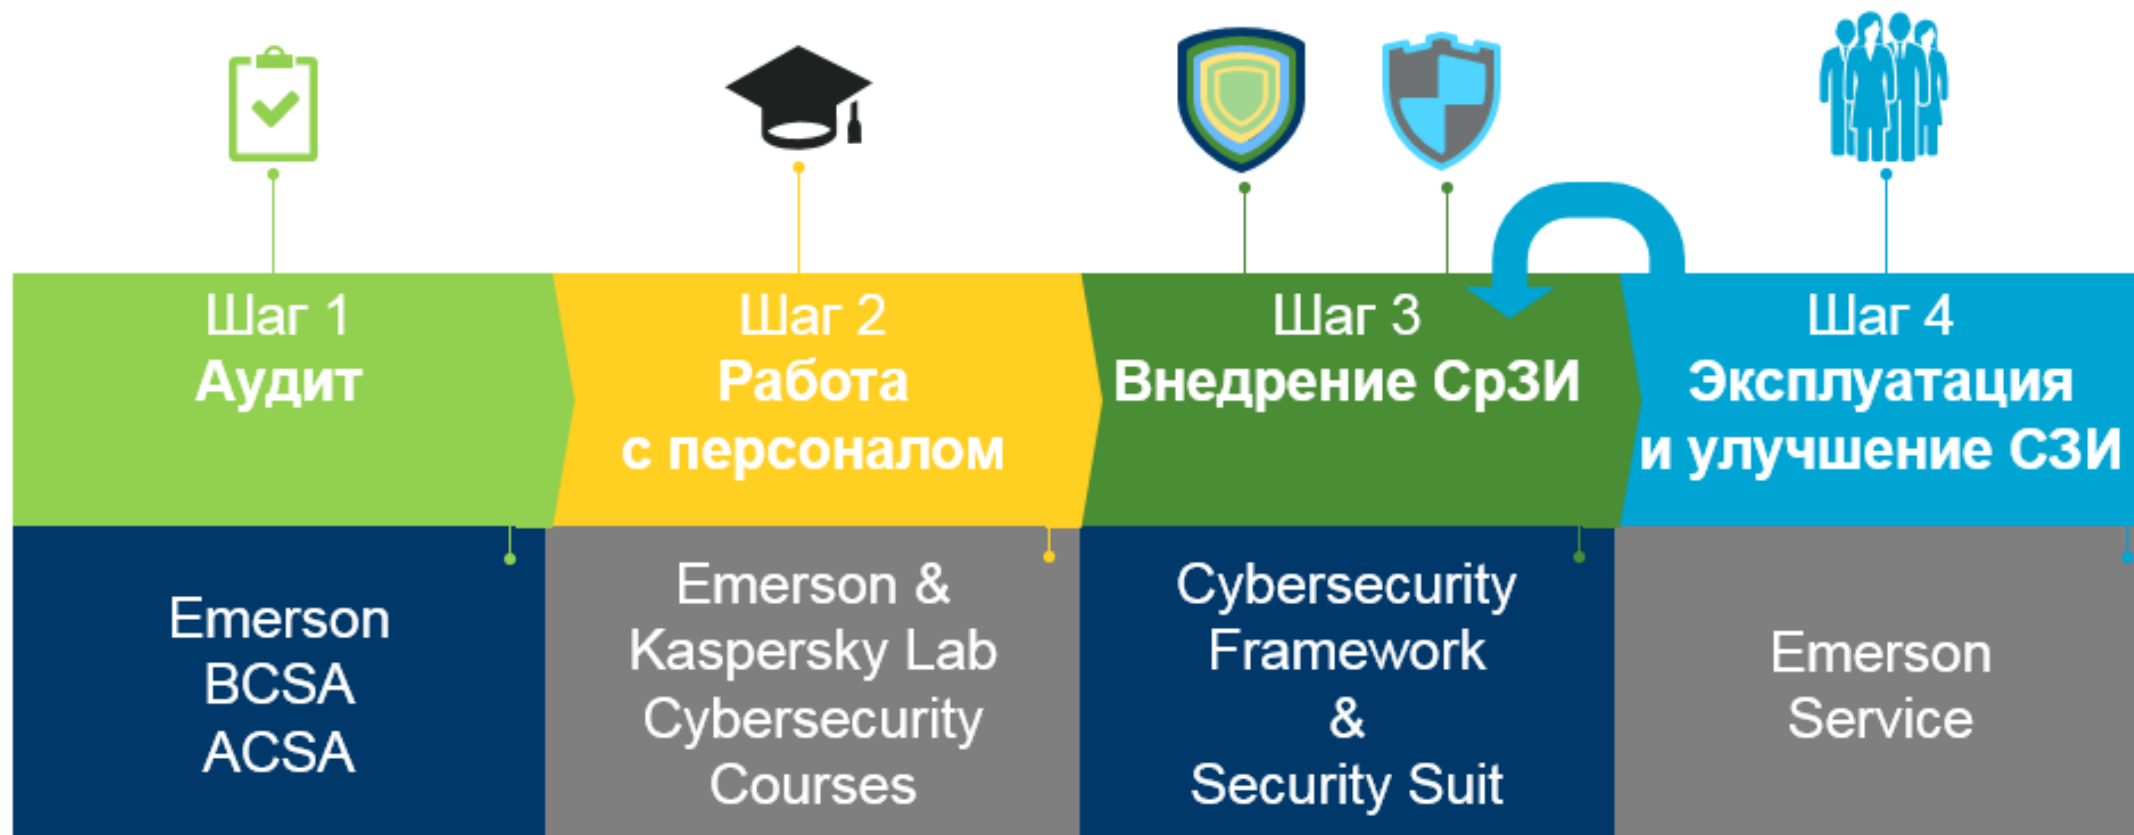 Шаг 1
Аудит
Шаг 2
Работа
с персоналом
Шаг 3
Внедрение СрЗИ
Шаг 4
Эксплуатация
и улучшение СЗИ
Emerson
BCSA
ACSA
Emerson &
Kaspersky Lab
Cybersecurity
Courses
Cybersecurity
Framework
&
Security Suit
Emerson
Service